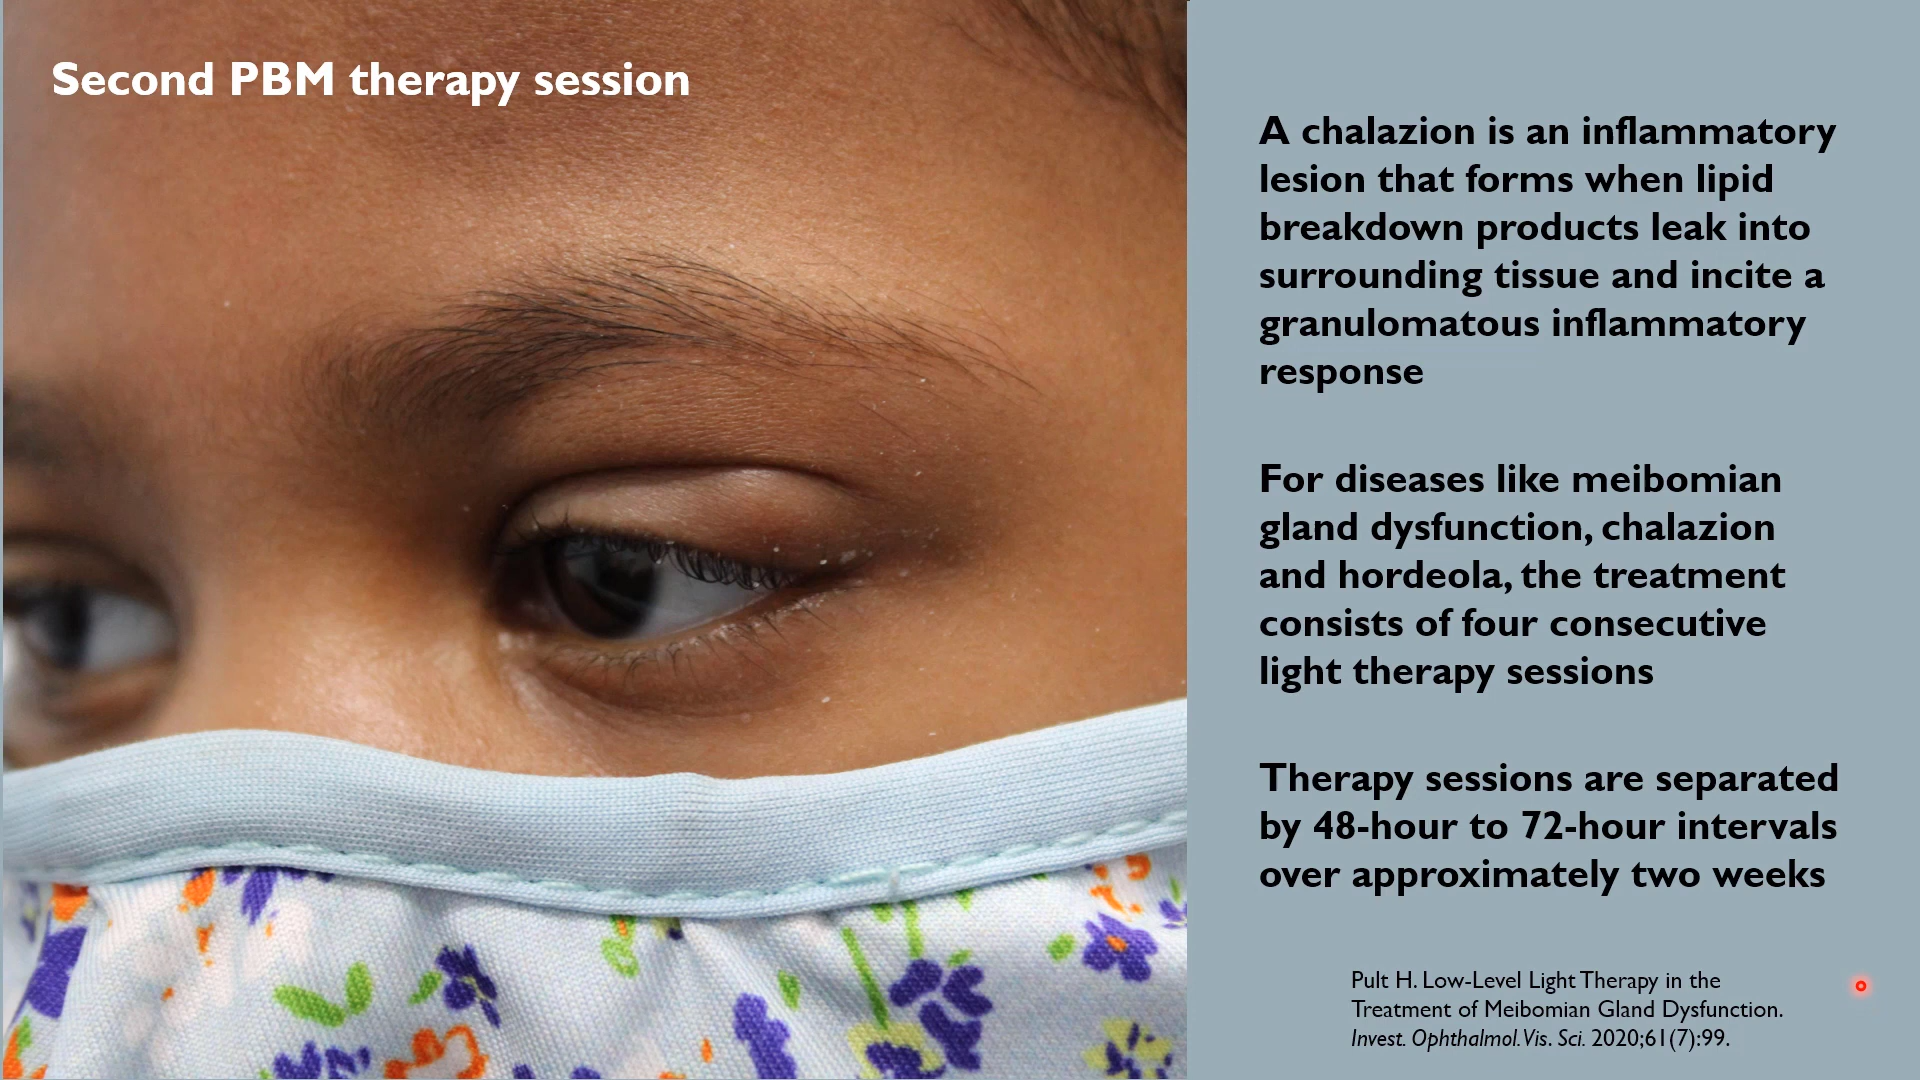 Second PBM therapy session
A chalazion is an inflammatory
lesion that forms when lipid
breakdown products leak into
surrounding tissue and incite a
granulomatous inflammatory
response
For diseases like meibomian
gland dysfunction, chalazion
and hordeola, the treatment
consists of four consecutive
light therapy sessions
Therapy sessions are separated
by 48-hour to 72-hour intervals
over approximately two weeks
Pult H. Low-Level Light Therapy in the
Treatment of Meibomian Gland Dysfunction.
Invest. Ophthalmol. Vis. Sci. 2020;61(7):99.